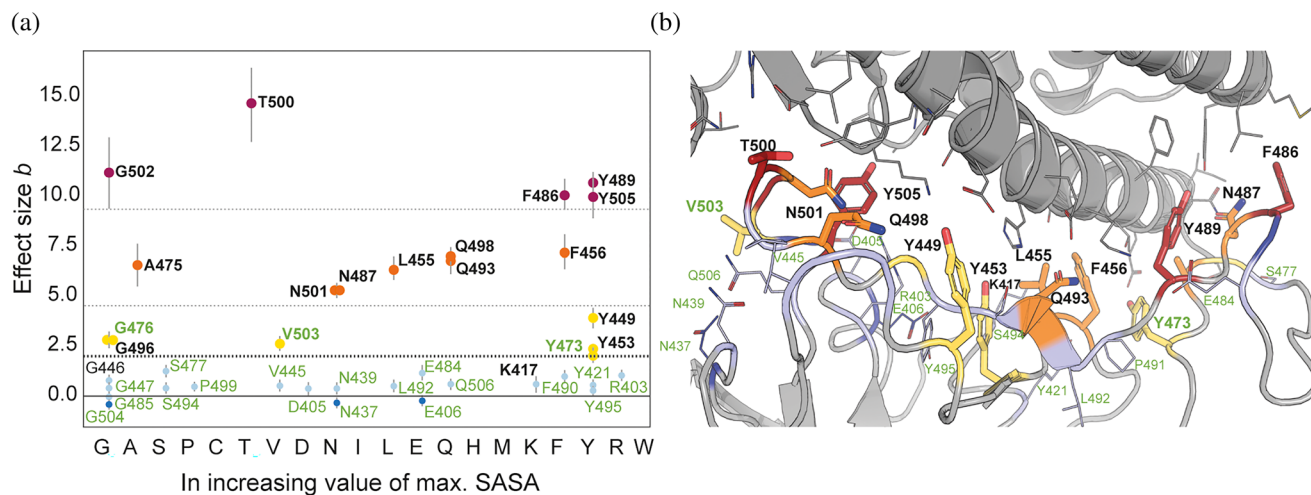 (a)
(b)
Effect size b
15.0
12.5
10.0
7.5
5.0
2.5
0.0
T500
G502
Y489
F486
Y505
A475
Q498
F456
L455
Q493
N487
N501
G476
V503
Y449
G496
Y473
Y453
G446
S477
V445
E484
K417
Y421
G447
P499
N439
L492
Q506
F490
R403
G485
S494
D405
N437
E406
Y495
G504
G A S P C T V D N I L E Q H M K F Y R W
In increasing value of max. SASA
T500
F486
Y505
N487
V503
N501
Q498
Y489
D405
Y449
L455
V445
Y453
F456
Q506
K417
S477
N439
R403
Q493
E484
E406
S494
Y473
N437
Y495
P491
Y421
L492